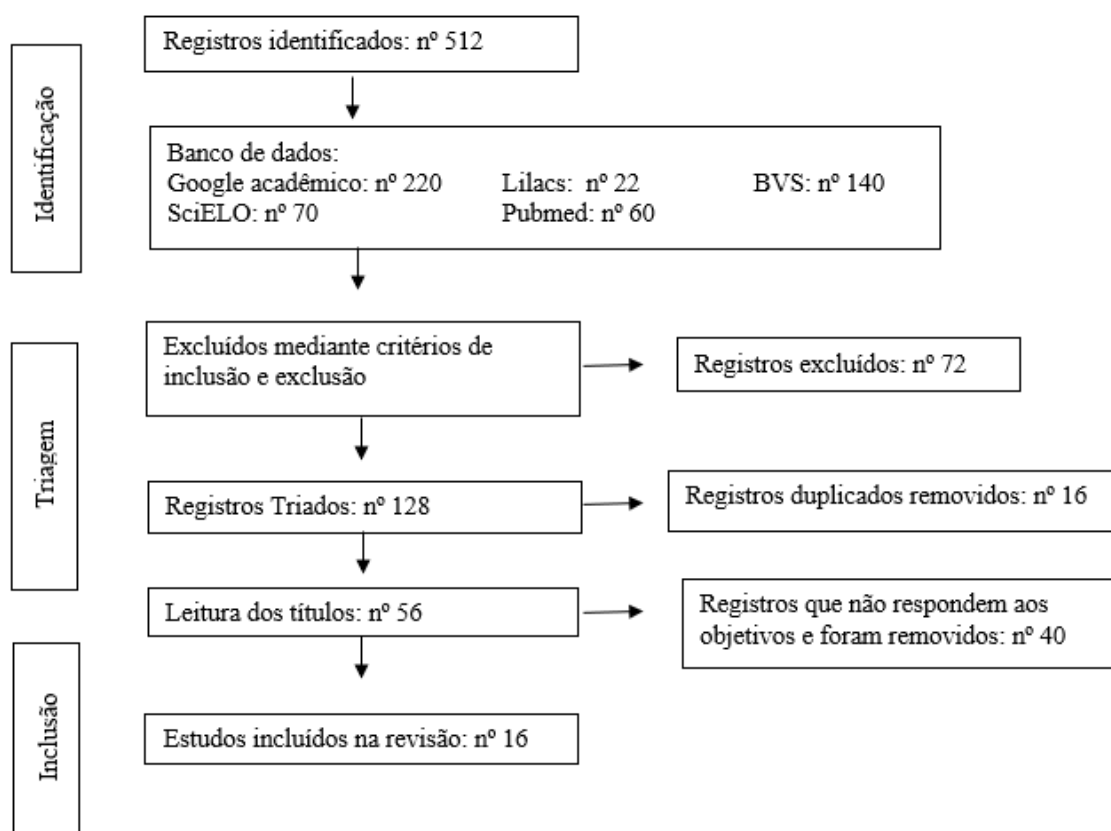 Identificação
Registros identificados: nº 512
Banco de dados:
Google acadêmico: nº 220 Lilacs: nº 22 BVS: nº 140
SciELO: nº 70 Pubmed: nº 60
Triagem
Excluídos mediante critérios de
inclusão e exclusão
Registros excluídos: nº 72
Registros Triados: nº 128
Registros duplicados removidos: nº 16
Leitura dos títulos: nº 56
Registros que não respondem aos
objetivos e foram removidos: nº 40
Inclusão
Estudos incluídos na revisão: nº 16